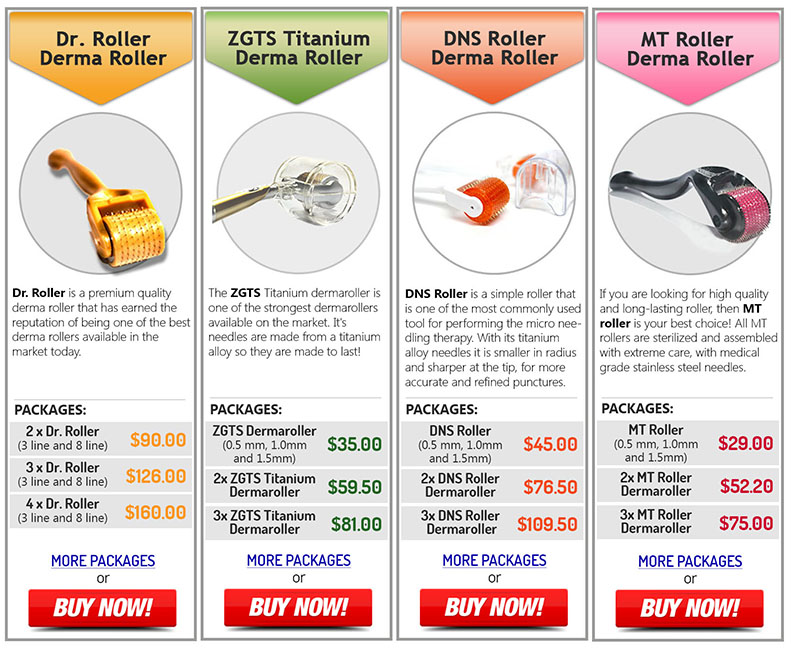 Dr. Roller
Derma Roller
Dr. Roller is a premium quality
derma roller that has earned the
reputation of being one of the best
derma rollers available in the
market today.
PACKAGES:
2 x Dr. Roller
(3 line and 8 line)
$90.00
3 x Dr. Roller
(3 line and 8 line)
$126.00
4 x Dr. Roller
(3 line and 8 line)
$160.00
MORE PACKAGES
or
BUY NOW!
ZGTS Titanium
Derma Roller
The ZGTS Titanium dermaroller is
one of the strongest dermarollers
available on the market. It's
needles are made from a titanium
alloy so they are made to last!
PACKAGES:
ZGTS Dermaroller
(0.5 mm, 1.0mm
and 1.5mm)
$35.00
2x ZGTS Titanium
Dermaroller
$59.50
3x ZGTS Titanium
Dermaroller
$81.00
MORE PACKAGES
or
BUY NOW!
DNS Roller
Derma Roller
DNS Roller is a simple roller that
is one of the most commonly used
tool for performing the micro nee-
dling therapy. With its titanium
alloy needles it is smaller in radius
and sharper at the tip, for more
accurate and refined punctures.
PACKAGES:
DNS Roller
(0.5 mm, 1.0mm
and 1.5mm)
$45.00
2x DNS Roller
Dermaroller
$76.50
3x DNS Roller
Dermaroller
$109.50
MORE PACKAGES
or
BUY NOW!
MT Roller
Derma Roller
If you are looking for high quality
and long-lasting roller, then MT
roller is your best choice! All MT
rollers are sterilized and assembled
with extreme care, with medical
grade stainless steel needles.
PACKAGES:
MT Roller
(0.5 mm, 1.0mm
and 1.5mm)
$29.00
2x MT Roller
Dermaroller
$52.20
3x MT Roller
Dermaroller
$75.00
MORE PACKAGES
or
BUY NOW!